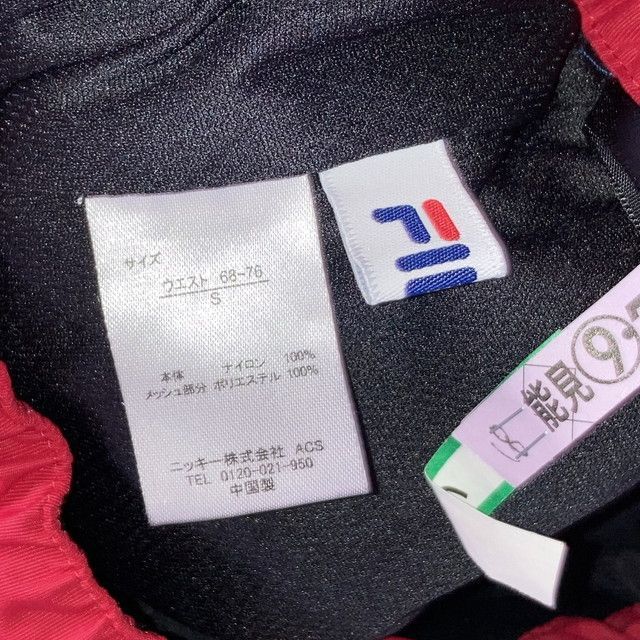 サイズ
ウエスト 68-76
S
本体 ナイロン 100%
メッシュ部分 ポリエステル 100%
ニッキー株式会社 ACS
TEL 0120-021-950
中国製
FIL
能見 ⑨